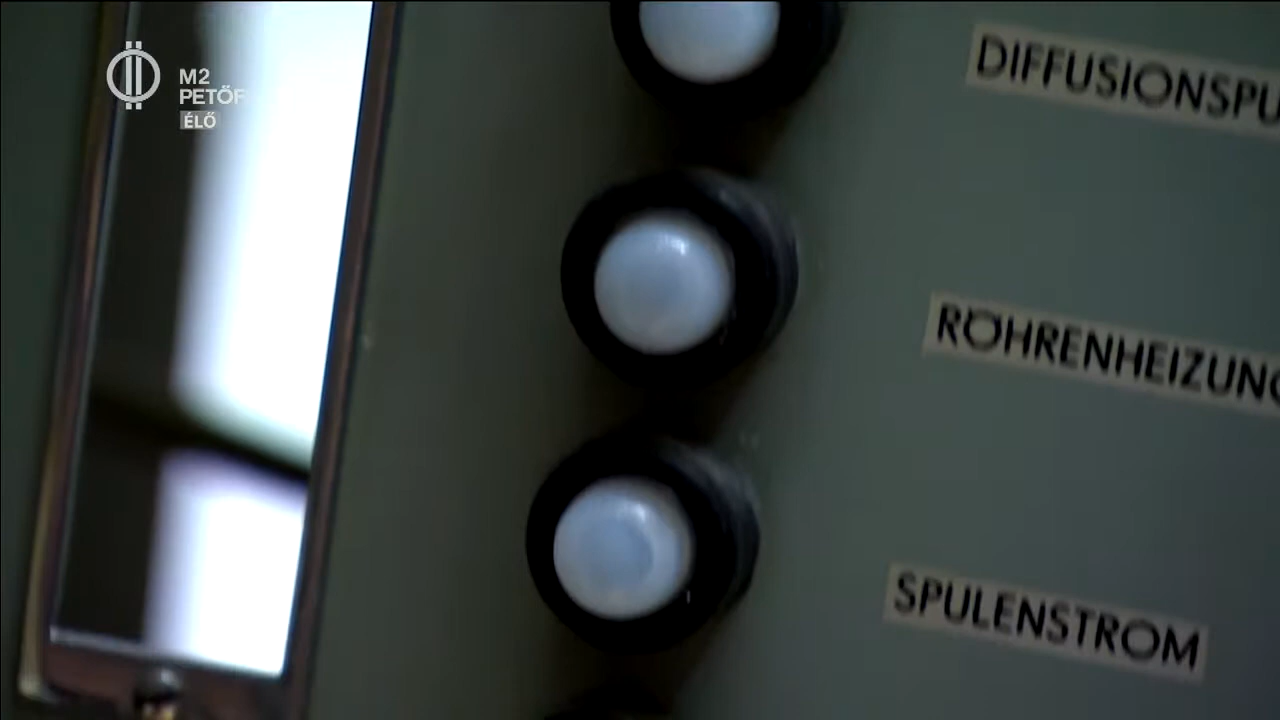 M2
PETŐF
ÉLŐ
DIFFUSIONSPU
RÖHRENHEIZUNG
SPULENSTROM